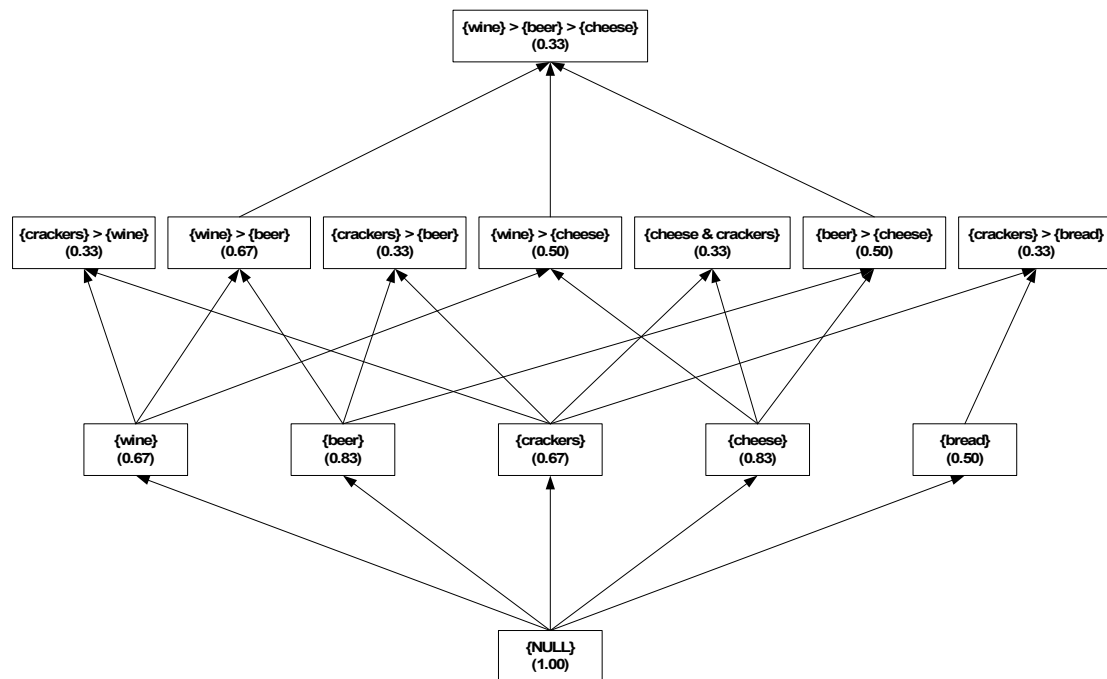 {wine} > {beer} > {cheese}
(0.33)
{crackers} > {wine}
(0.33)
{wine} > {beer}
(0.67)
{crackers} > {beer}
(0.33)
{wine} > {cheese}
(0.50)
{cheese & crackers}
(0.33)
{beer} > {cheese}
(0.50)
{crackers} > {bread}
(0.33)
{wine}
(0.67)
{beer}
(0.83)
{crackers}
(0.67)
{cheese}
(0.83)
{bread}
(0.50)
{NULL}
(1.00)